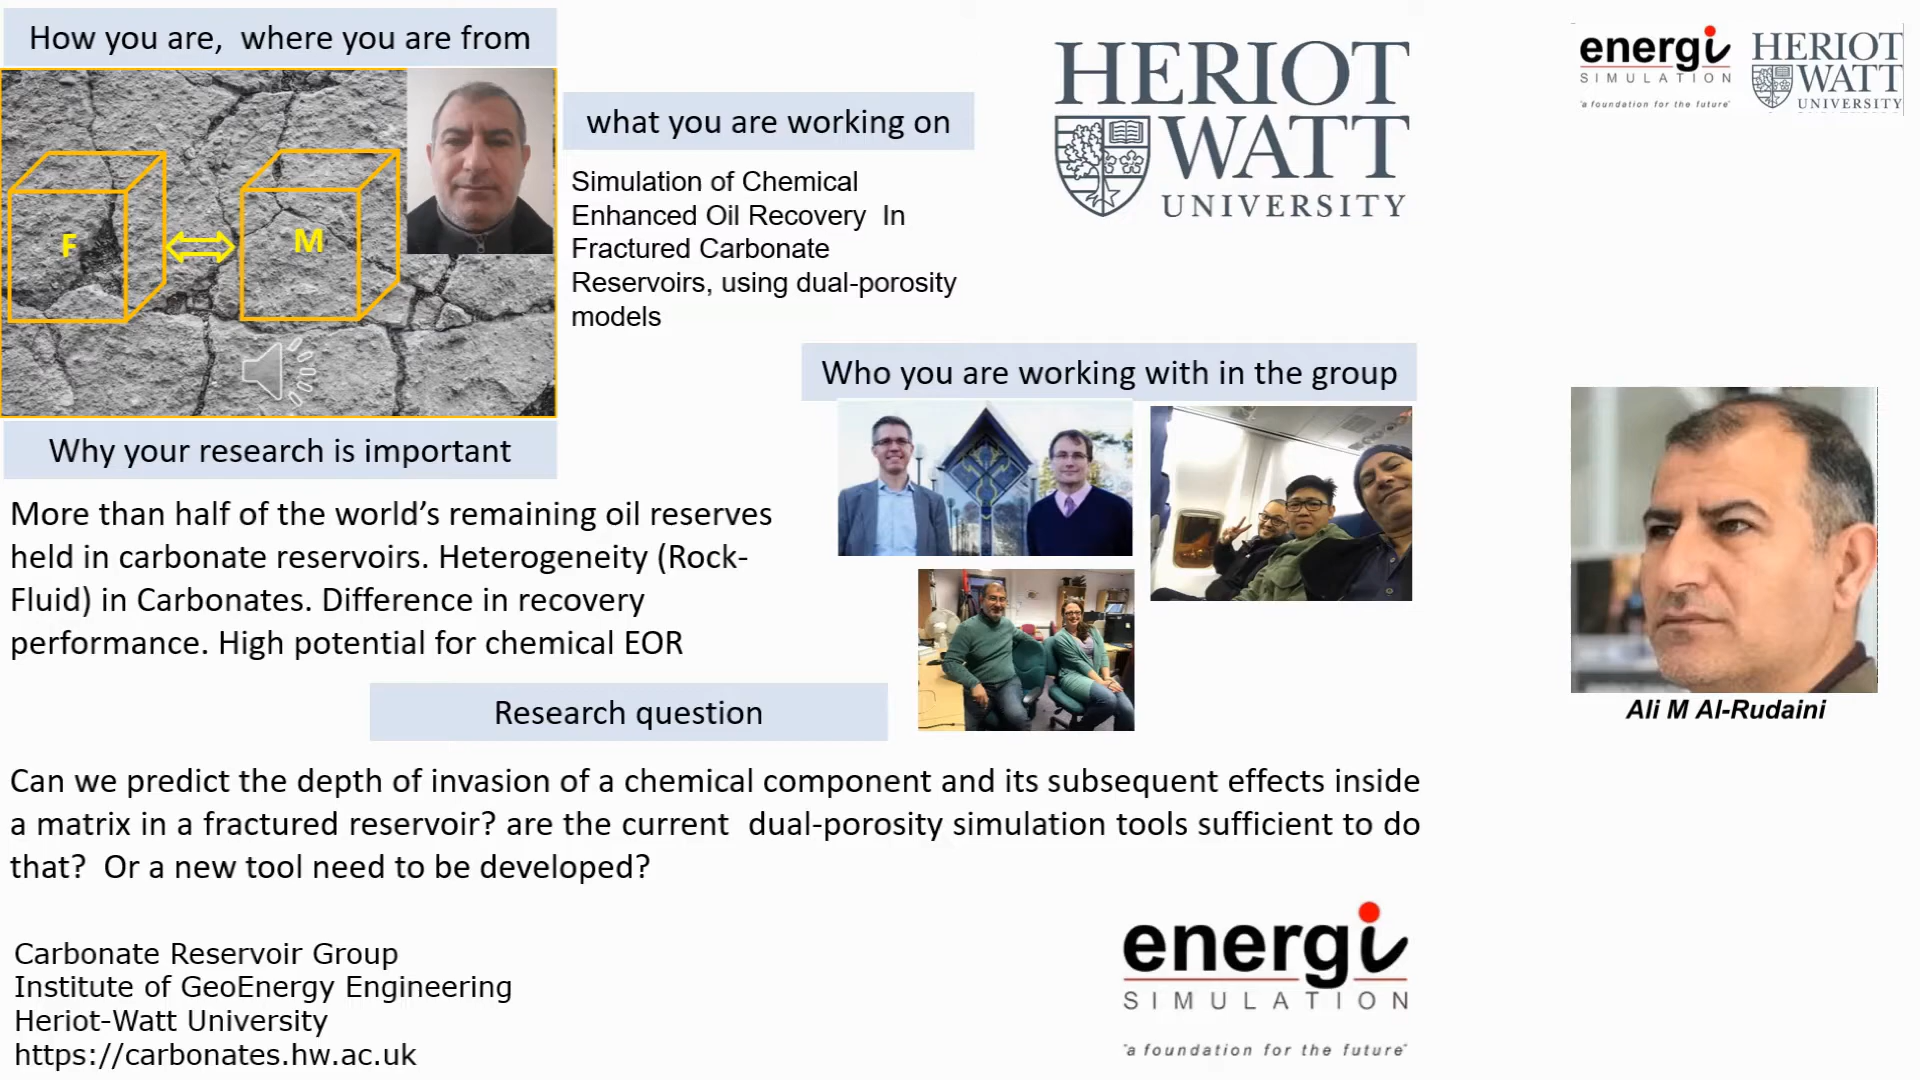 How you are,  where you are from
F
M
what you are working on
Simulation of Chemical
Enhanced Oil Recovery  In
Fractured Carbonate
Reservoirs, using dual-porosity
models
HERIOT
WATT
UNIVERSITY
energi
SIMULATION
"a foundation for the future"
HERIOT
WATT
UNIVERSITY
Who you are working with in the group
Why your research is important
More than half of the world’s remaining oil reserves
held in carbonate reservoirs. Heterogeneity (Rock-
Fluid) in Carbonates. Difference in recovery
performance. High potential for chemical EOR
Ali M Al-Rudaini
Research question
Can we predict the depth of invasion of a chemical component and its subsequent effects inside
a matrix in a fractured reservoir? are the current  dual-porosity simulation tools sufficient to do
that?  Or a new tool need to be developed?
Carbonate Reservoir Group
Institute of GeoEnergy Engineering
Heriot-Watt University
https://carbonates.hw.ac.uk
energi
SIMULATION
"a foundation for the future"